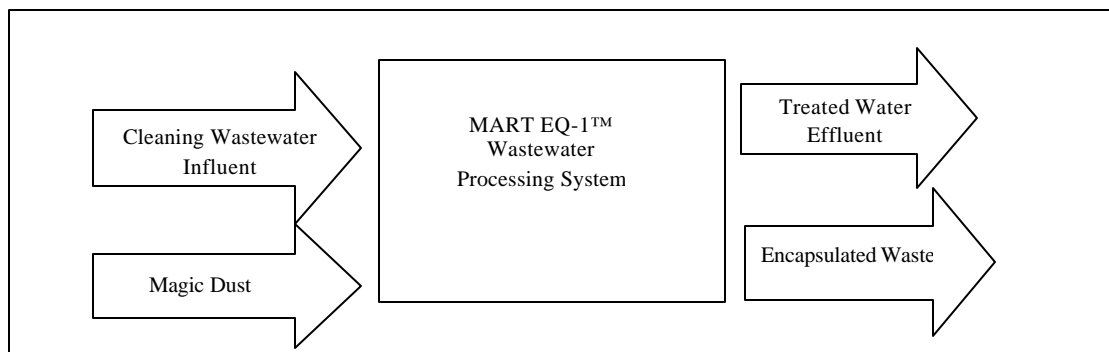 Cleaning Wastewater
Influent
Magic Dust
MART EQ-1™
Wastewater
Processing System
Treated Water
Effluent
Encapsulated Waste